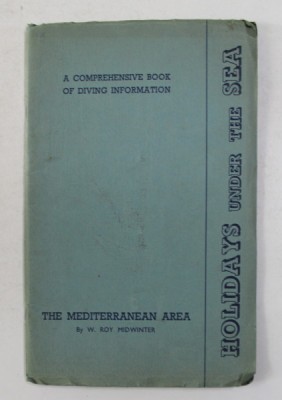 A COMPREHENSIVE BOOK
OF DIVING INFORMATION
HOLIDAYS UNDER THE SEA
THE MEDITERRANEAN AREA
By W. ROY MIDWINTER